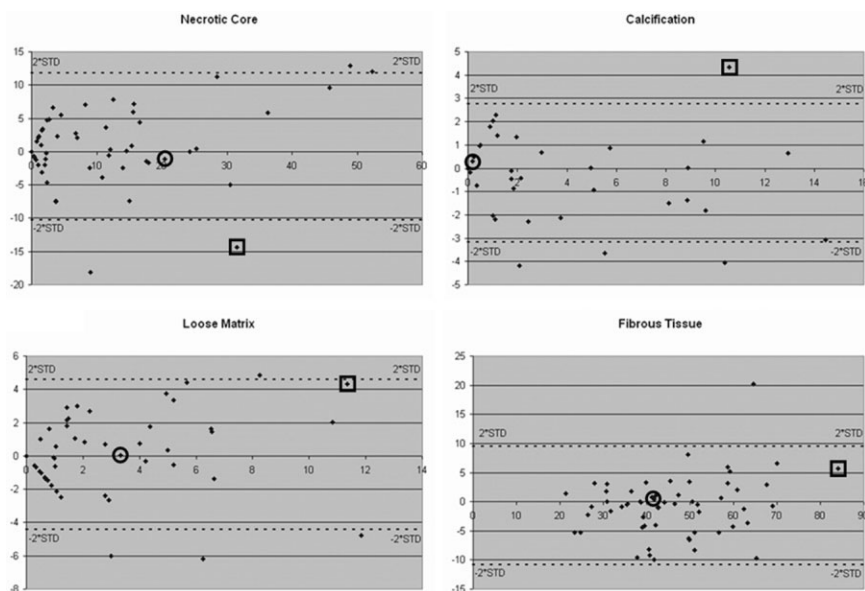 Necrotic Core
15
2*STD 2*STD
10
5
0
0 10 20 30 40 50 60
-5
-10
-2*STD -2*STD
-15
-20
Calcification
5
4
3
2*STD 2*STD
2
1
0
0 2 4 6 8 10 12 14 16
-1
-2
-3
-2*STD -2*STD
-4
-5
Loose Matrix
6
2*STD 2*STD
4
2
0
0 2 4 6 8 10 12 14
-2
-4
-2*STD -2*STD
-6
-8
Fibrous Tissue
25
20
15
10
2*STD 2*STD
5
0
0 10 20 30 40 50 60 70 80 90
-5
-10
-2*STD -2*STD
-15